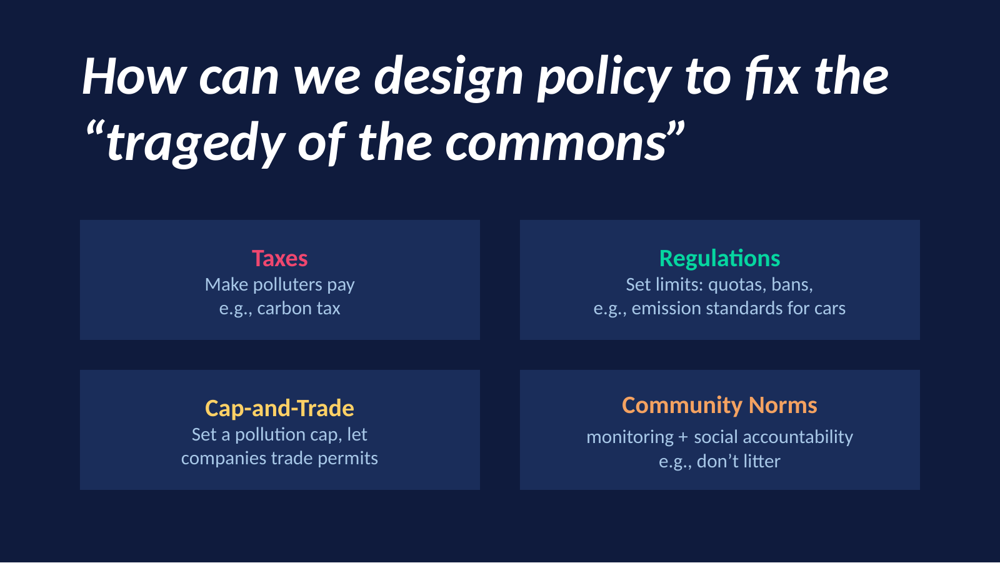 How can we design policy to fix the
“tragedy of the commons”
Taxes
Make polluters pay
e.g., carbon tax
Regulations
Set limits: quotas, bans,
e.g., emission standards for cars
Cap-and-Trade
Set a pollution cap, let
companies trade permits
Community Norms
monitoring + social accountability
e.g., don’t litter